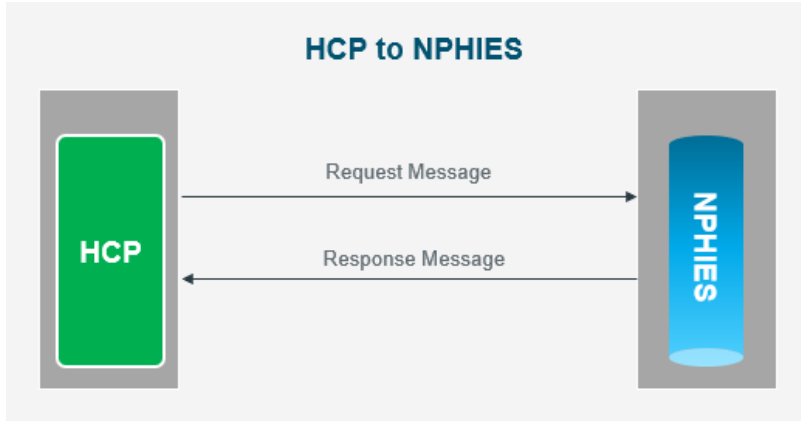 HCP to NPHIES
Request Message
HCP
NPHIES
Response Message